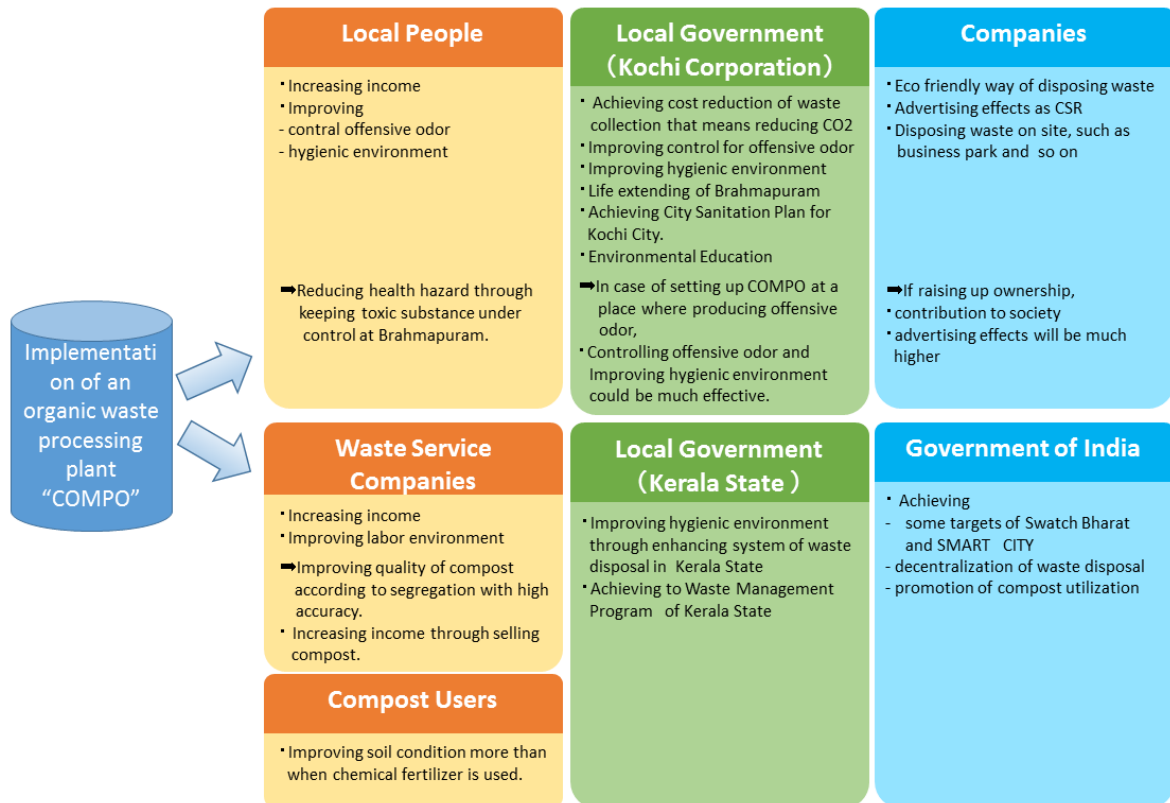 Implementati
on of an
organic waste
processing
plant
“COMPO”
Local People
・Increasing income
・Improving
- contral offensive odor
- hygienic environment
➡Reducing health hazard through
keeping toxic substance under
control at Brahmapuram.
Local Government
（Kochi Corporation）
・ Achieving cost reduction of waste
collection that means reducing CO2
・Improving control for offensive odor
・Improving hygienic environment
・Life extending of Brahmapuram
・Achieving City Sanitation Plan for
Kochi City.
・Environmental Education
➡In case of setting up COMPO at a
place where producing offensive
odor,
・Controlling offensive odor and
Improving hygienic environment
could be much effective.
Companies
・Eco friendly way of disposing waste
・Advertising effects as CSR
・Disposing waste on site, such as
business park and so on
➡If raising up ownership,
・contribution to society
・advertising effects will be much
higher
Waste Service
Companies
・Increasing income
・Improving labor environment
➡Improving quality of compost
according to segregation with high
accuracy.
・Increasing income through selling
compost.
Compost Users
・Improving soil condition more than
when chemical fertilizer is used.
Local Government
（Kerala State ）
・Improving hygienic environment
through enhancing system of waste
disposal in Kerala State
・Achieving to Waste Management
Program of Kerala State
Government of India
・ Achieving
- some targets of Swatch Bharat
and SMART CITY
- decentralization of waste disposal
- promotion of compost utilization